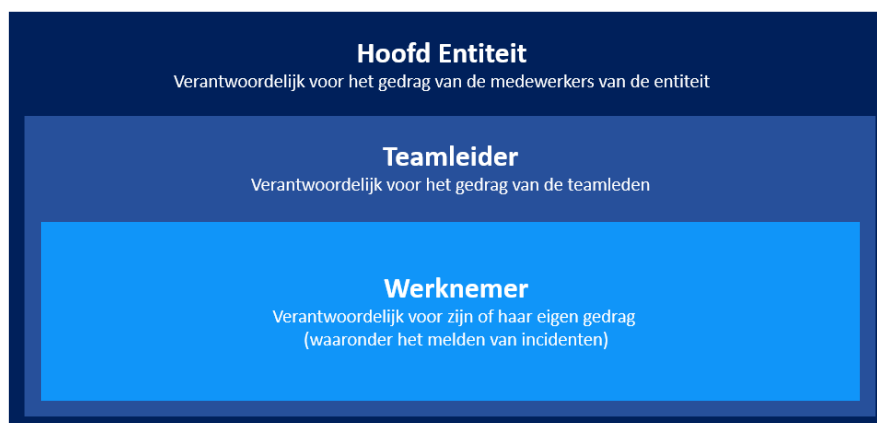 Hoofd Entiteit
Verantwoordelijk voor het gedrag van de medewerkers van de entiteit
Teamleider
Verantwoordelijk voor het gedrag van de teamleden
Werknemer
Verantwoordelijk voor zijn of haar eigen gedrag
(waaronder het melden van incidenten)